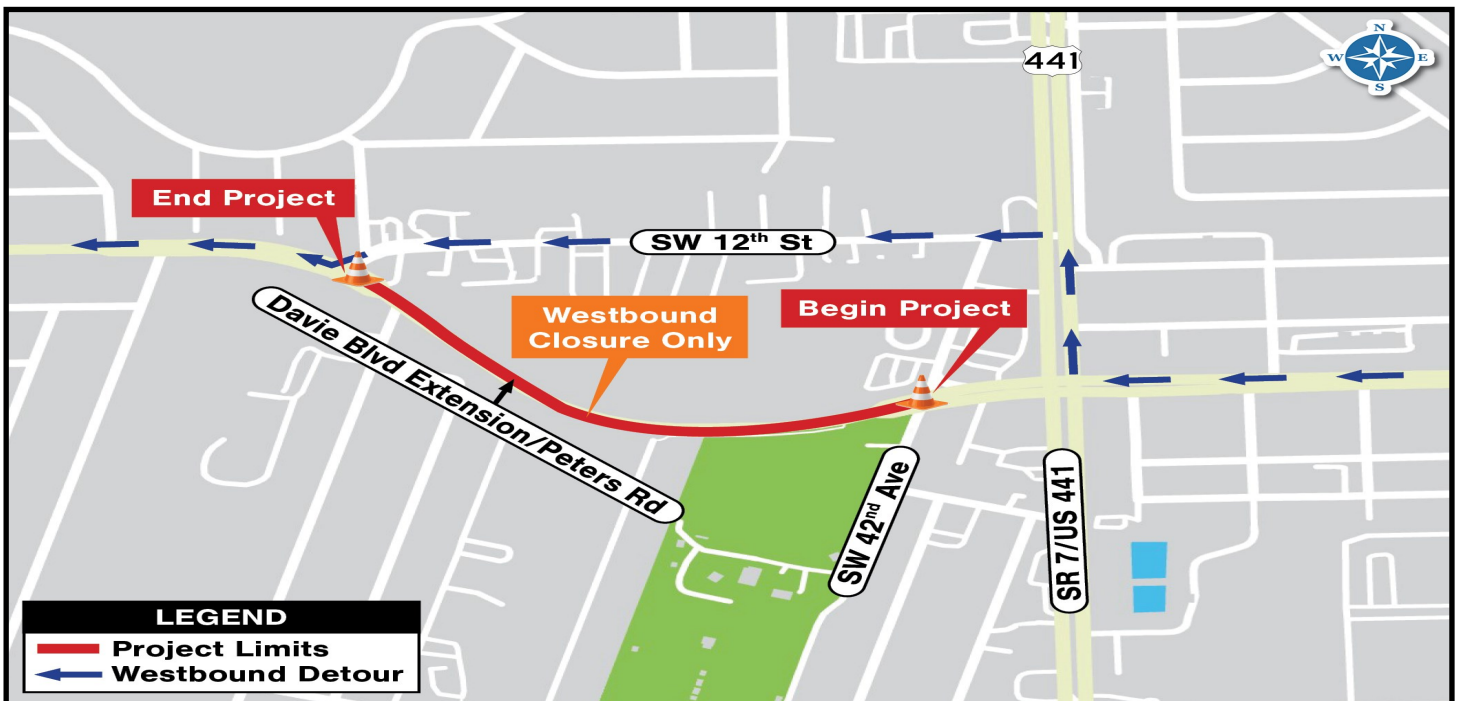 N
W E
S
441
End Project
SW 12th St
Begin Project
Westbound
Closure Only
Davie Blvd Extension/Peters Rd
SW 42nd Ave
SR 7/US 441
LEGEND
Project Limits
Westbound Detour